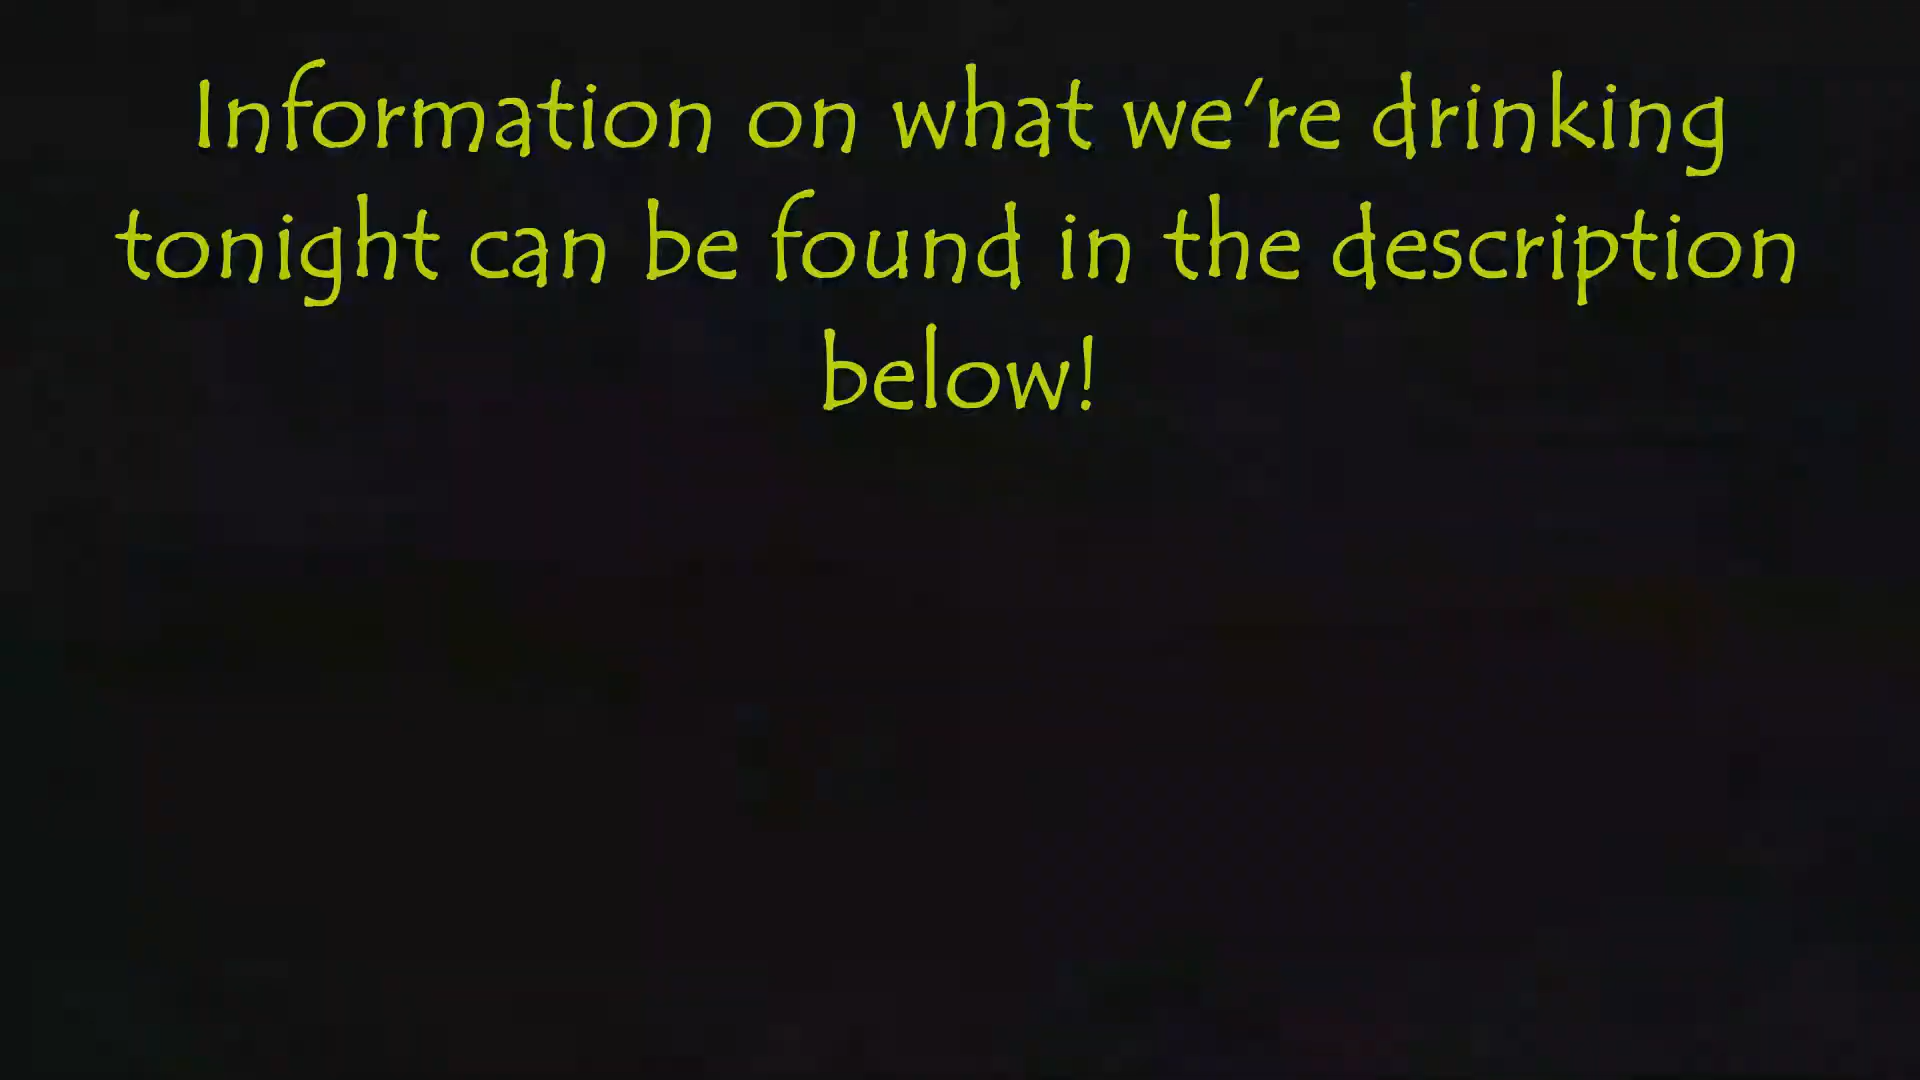 Information on what we're drinking
tonight can be found in the description
below!